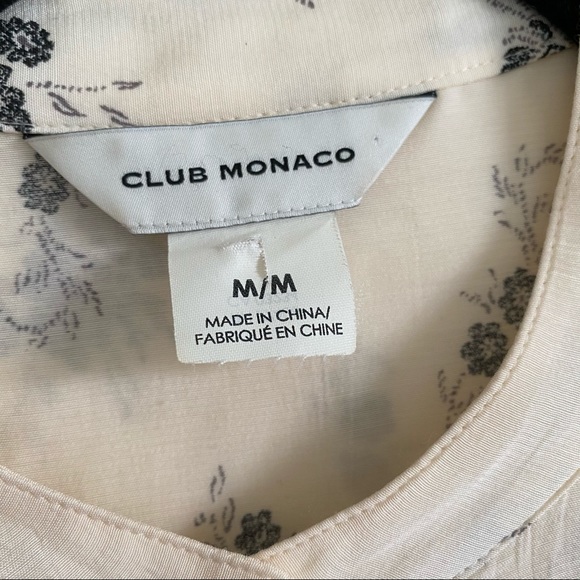 CLUB MONACO
M/M
MADE IN CHINA/
FABRIQUÉ EN CHINE